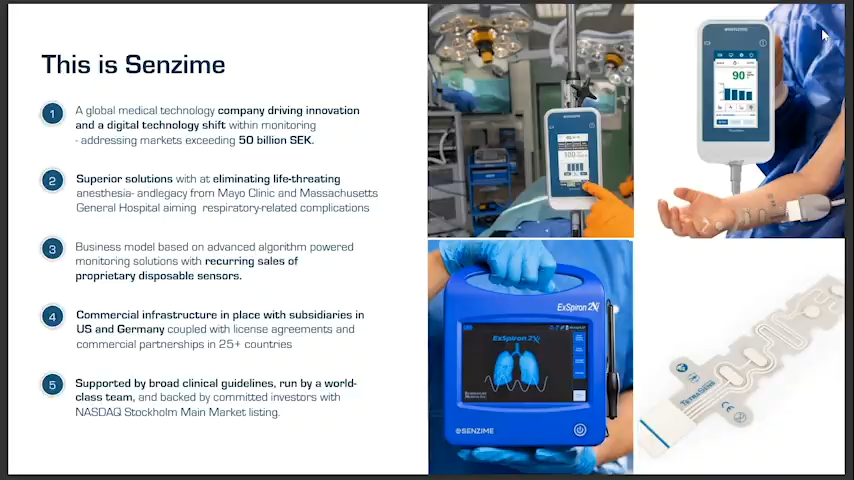 This is Senzime
1
A global medical technology company driving innovation
and a digital technology shift within monitoring
- addressing markets exceeding 50 billion SEK.
2
Superior solutions with at eliminating life-threating
anesthesia- andlegacy from Mayo Clinic and Massachusetts
General Hospital aiming respiratory-related complications
3
Business model based on advanced algorithm powered
monitoring solutions with recurring sales of
proprietary disposable sensors.
4
Commercial infrastructure in place with subsidiaries in
US and Germany coupled with license agreements and
commercial partnerships in 25+ countries
5
Supported by broad clinical guidelines, run by a world-
class team, and backed by committed investors with
NASDAQ Stockholm Main Market listing.
100
SENZIME
90
ExSpiron 2Xi
ExSpiron 2Xi
SENZIME
TetraSens
CE